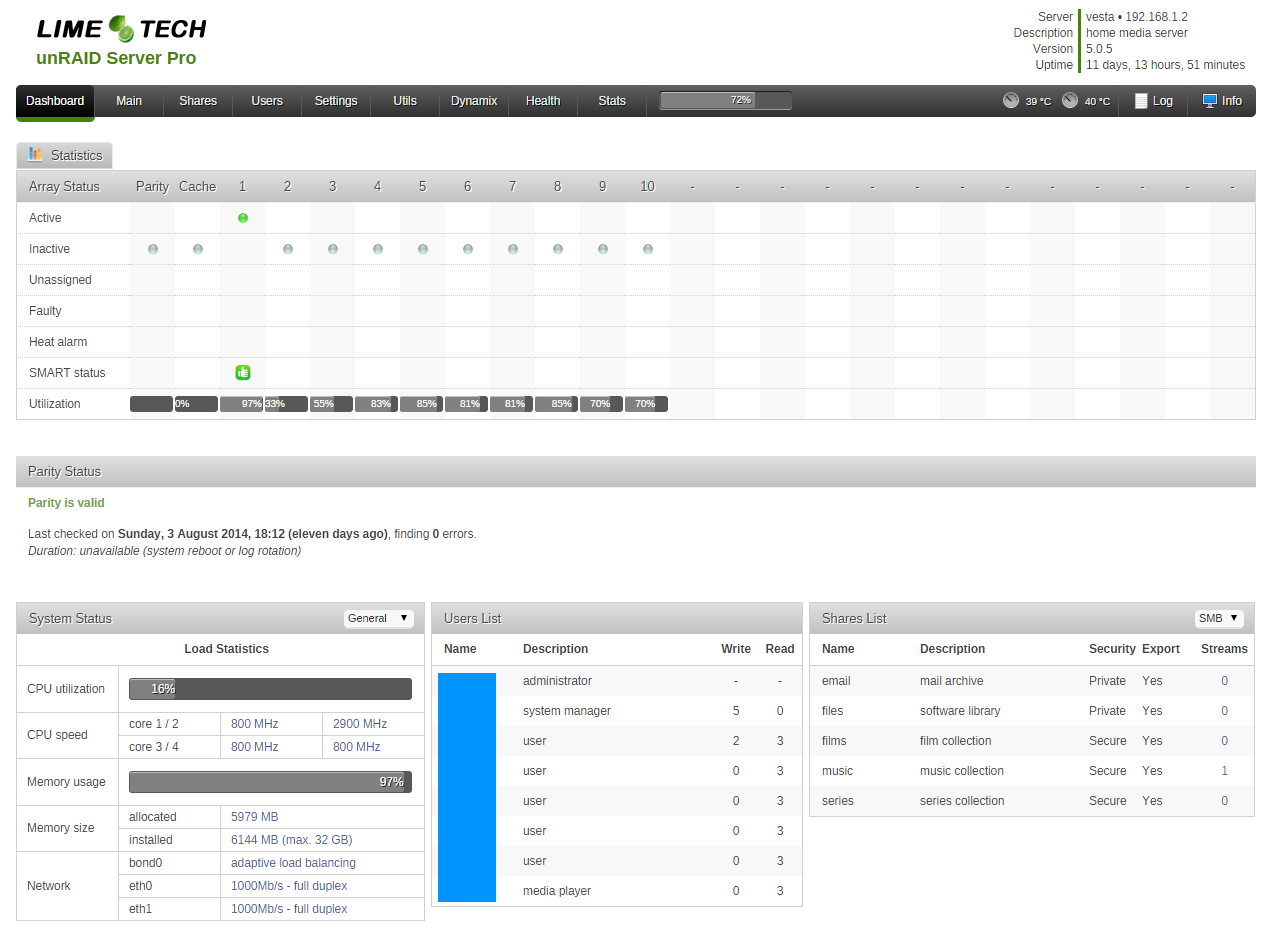 LIME TECH
unRAID Server Pro
Server vesta • 192.168.1.2
Description home media server
Version 5.0.5
Uptime 11 days, 13 hours, 51 minutes
Dashboard Main Shares Users Settings Utils Dynamix Health Stats 72% 39 °C 40 °C Log Info
Statistics
Array Status Parity Cache 1 2 3 4 5 6 7 8 9 10 - - - - - - - - - - - - -
Active
Inactive
Unassigned
Faulty
Heat alarm
SMART status
Utilization 0% 97% 33% 55% 83% 85% 81% 81% 85% 70% 70%
Parity Status
Parity is valid
Last checked on Sunday, 3 August 2014, 18:12 (eleven days ago), finding 0 errors.
Duration: unavailable (system reboot or log rotation)
System Status General ▼
Load Statistics
CPU utilization 16%
CPU speed
core 1 / 2 800 MHz 2900 MHz
core 3 / 4 800 MHz 800 MHz
Memory usage 97%
Memory size
allocated 5979 MB
installed 6144 MB (max. 32 GB)
Network
bond0 adaptive load balancing
eth0 1000Mb/s - full duplex
eth1 1000Mb/s - full duplex
Users List
Name Description Write Read
administrator - -
system manager 5 0
user 2 3
user 0 3
user 0 3
user 0 3
user 0 3
media player 0 3
Shares List SMB ▼
Name Description Security Export Streams
email mail archive Private Yes 0
files software library Private Yes 0
films film collection Secure Yes 0
music music collection Secure Yes 1
series series collection Secure Yes 0